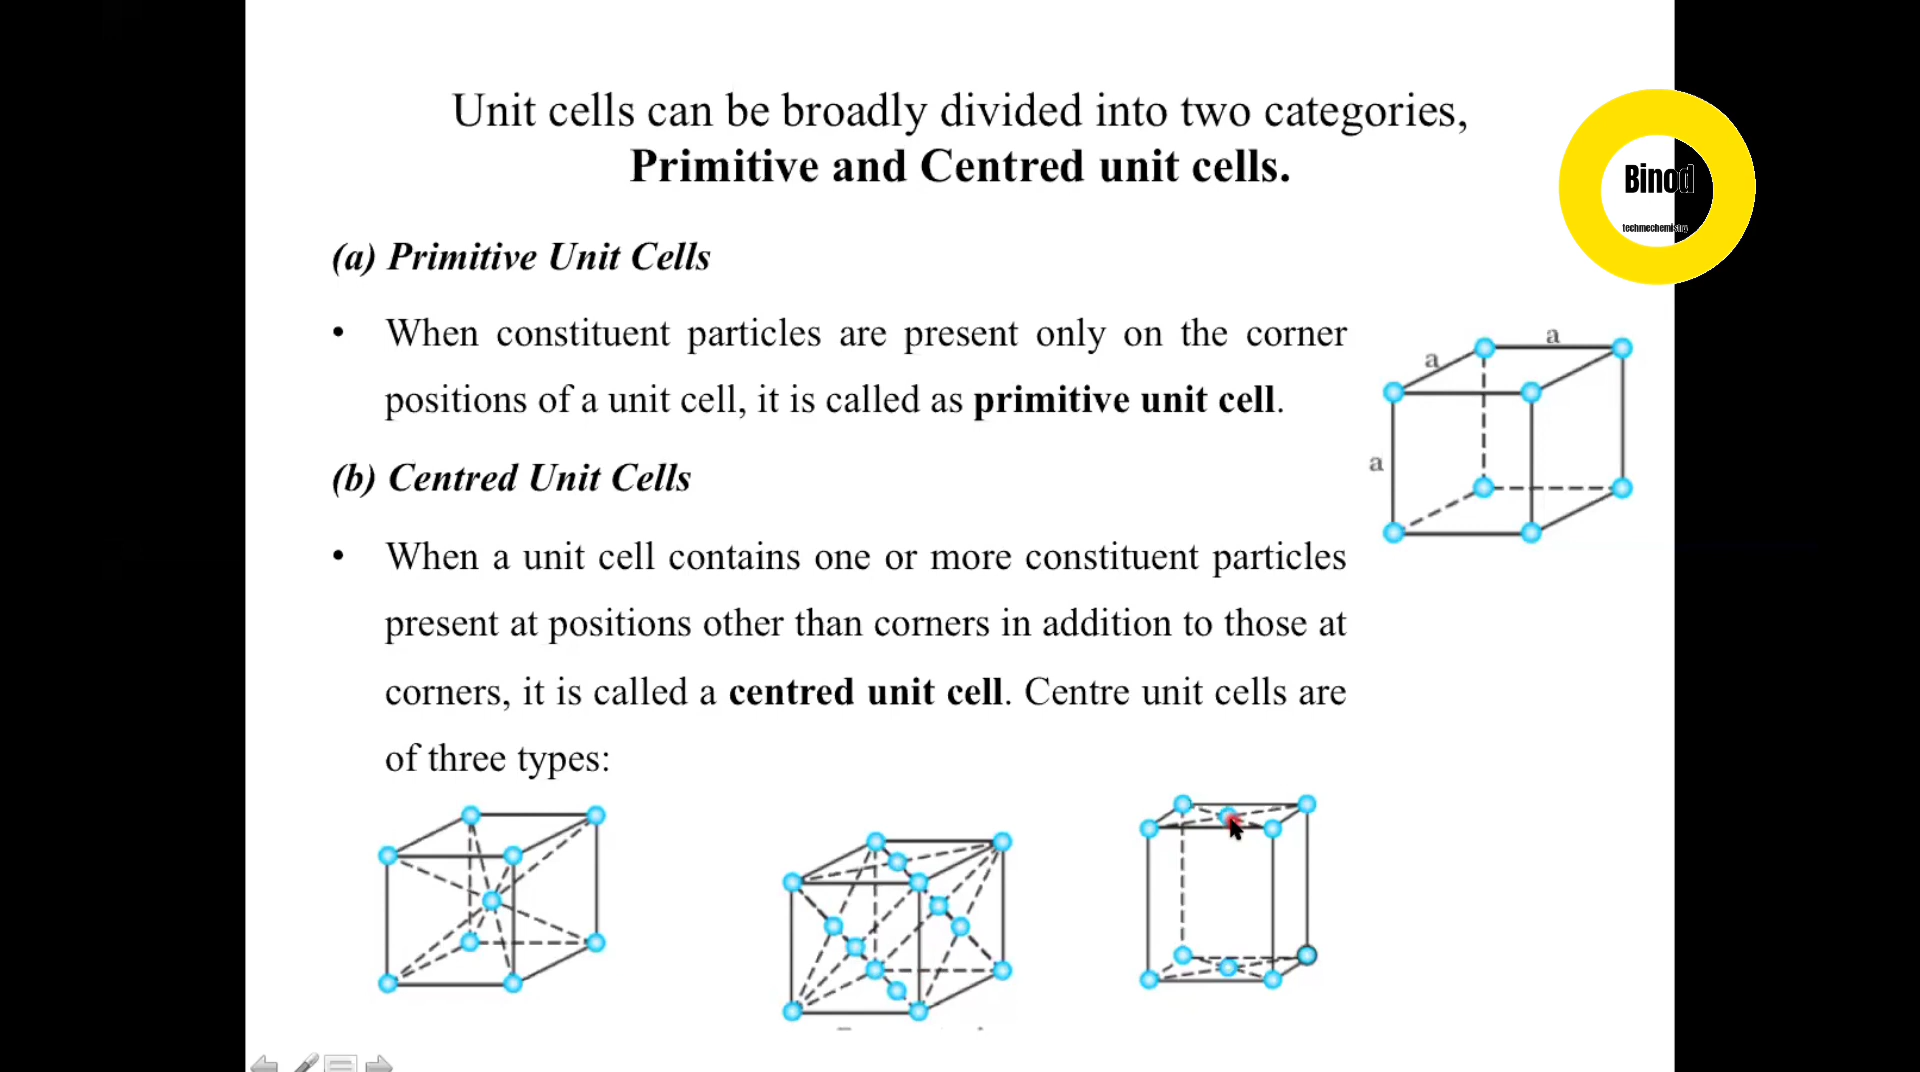 Unit cells can be broadly divided into two categories,
Primitive and Centred unit cells.
Binod
techmechemistry
(a) Primitive Unit Cells
• When constituent particles are present only on the corner
positions of a unit cell, it is called as primitive unit cell.
a
a
a
(b) Centred Unit Cells
• When a unit cell contains one or more constituent particles
present at positions other than corners in addition to those at
corners, it is called a centred unit cell. Centre unit cells are
of three types: